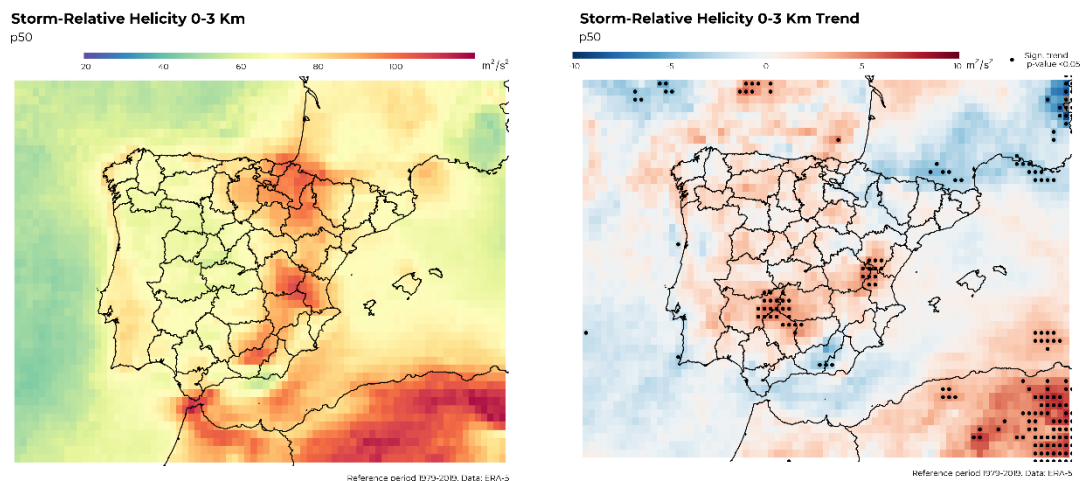 Storm-Relative Helicity 0-3 Km
p50
20 40 60 80 100 m²/s²
Reference period 1979-2019. Data: ERA-5
Storm-Relative Helicity 0-3 Km Trend
p50
-10 -5 0 5 10 m²/s²
Sign. trend
p-value <0.05
Reference period 1979-2019. Data: ERA-5